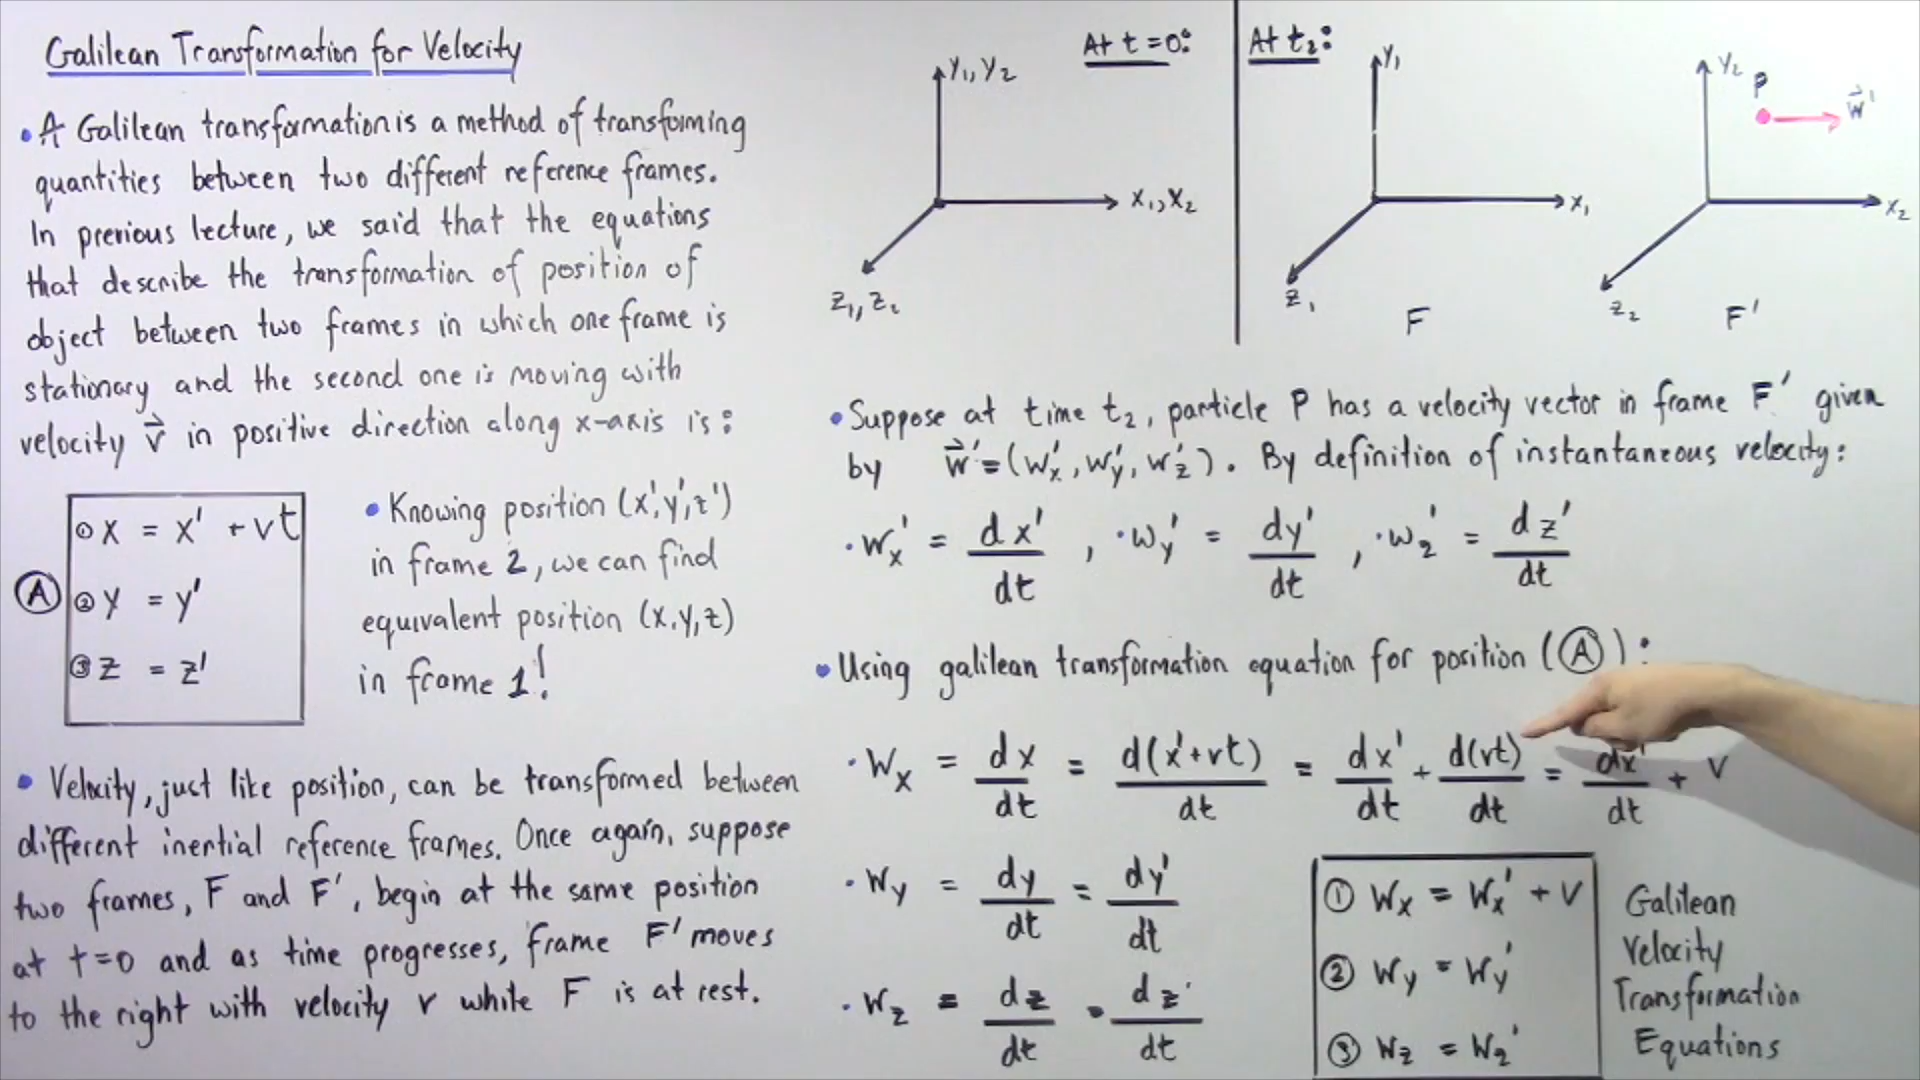 Galilean Transformation for Velocity
• A Galilean transformation is a method of transforming
quantities between two different reference frames.
In previous lecture, we said that the equations
that describe the transformation of position of
object between two frames in which one frame is
stationary and the second one is moving with
velocity v⃗ in positive direction along x-axis is:
Ⓐ
① x = x' + vt
② y = y'
③ z = z'
• Knowing position (x',y',z')
in frame 2, we can find
equivalent position (x,y,z)
in frame 1!
• Velocity, just like position, can be transformed between
different inertial reference frames. Once again, suppose
two frames, F and F', begin at the same position
at t=0 and as time progresses, frame F' moves
to the right with velocity v while F is at rest.
At t=0:
y₁, y₂
x₁, x₂
z₁, z₂
At t₂:
y₁
x₁
z₁
F
y₂
P
w⃗'
x₂
z₂
F'
• Suppose at time t₂, particle P has a velocity vector in frame F' given
by w⃗'=(wx', wy', wz'). By definition of instantaneous velocity:
• wx' = dx'/dt , • wy' = dy'/dt , • wz' = dz'/dt
• Using galilean transformation equation for position (Ⓐ):
• wx = dx/dt = d(x'+vt)/dt = dx'/dt + d(vt)/dt = dx'/dt + v
• wy = dy/dt = dy'/dt
• wz = dz/dt = dz'/dt
① wx = wx' + v
② wy = wy'
③ wz = wz'
Galilean
Velocity
Transformation
Equations